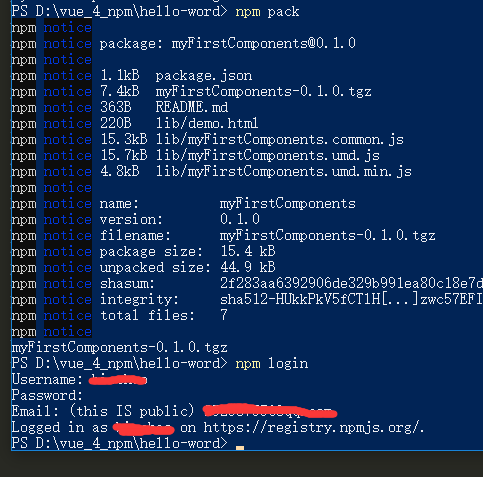 PS D:\vue_4_npm\hello-word> npm pack
npm notice
npm notice package: myFirstComponents@0.1.0
npm notice
npm notice 1.1kB package.json
npm notice 7.4kB myFirstComponents-0.1.0.tgz
npm notice 363B README.md
npm notice 220B lib/demo.html
npm notice 15.3kB lib/myFirstComponents.common.js
npm notice 15.7kB lib/myFirstComponents.umd.js
npm notice 4.8kB lib/myFirstComponents.umd.min.js
npm notice
npm notice name: myFirstComponents
npm notice version: 0.1.0
npm notice filename: myFirstComponents-0.1.0.tgz
npm notice package size: 15.4 kB
npm notice unpacked size: 44.9 kB
npm notice shasum: 2f283aa6392906de329b991ea80c18e7d
npm notice integrity: sha512-HUkkPkV5fCT1H[...]zwc57EFI
npm notice total files: 7
npm notice
myFirstComponents-0.1.0.tgz
PS D:\vue_4_npm\hello-word> npm login
Username:
Password:
Email: (this IS public)
Logged in as on https://registry.npmjs.org/.
PS D:\vue_4_npm\hello-word>